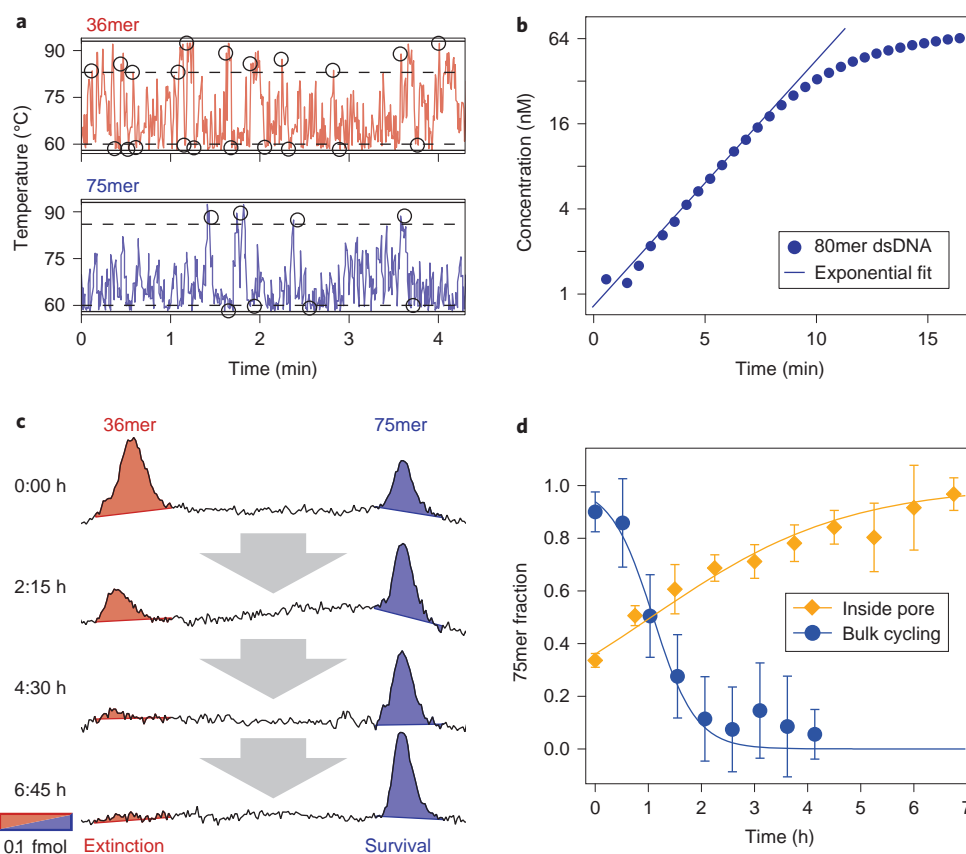 a
36mer
90
75
60
75mer
90
75
60
Temperature (°C)
0
1
2
3
4
Time (min)
b
64
16
4
1
Concentration (nM)
80mer dsDNA
Exponential fit
0
5
10
15
Time (min)
c
36mer
75mer
0:00 h
2:15 h
4:30 h
6:45 h
0.1 fmol
Extinction
Survival
d
1.0
0.8
0.6
0.4
0.2
0.0
75mer fraction
Inside pore
Bulk cycling
0
1
2
3
4
5
6
7
Time (h)